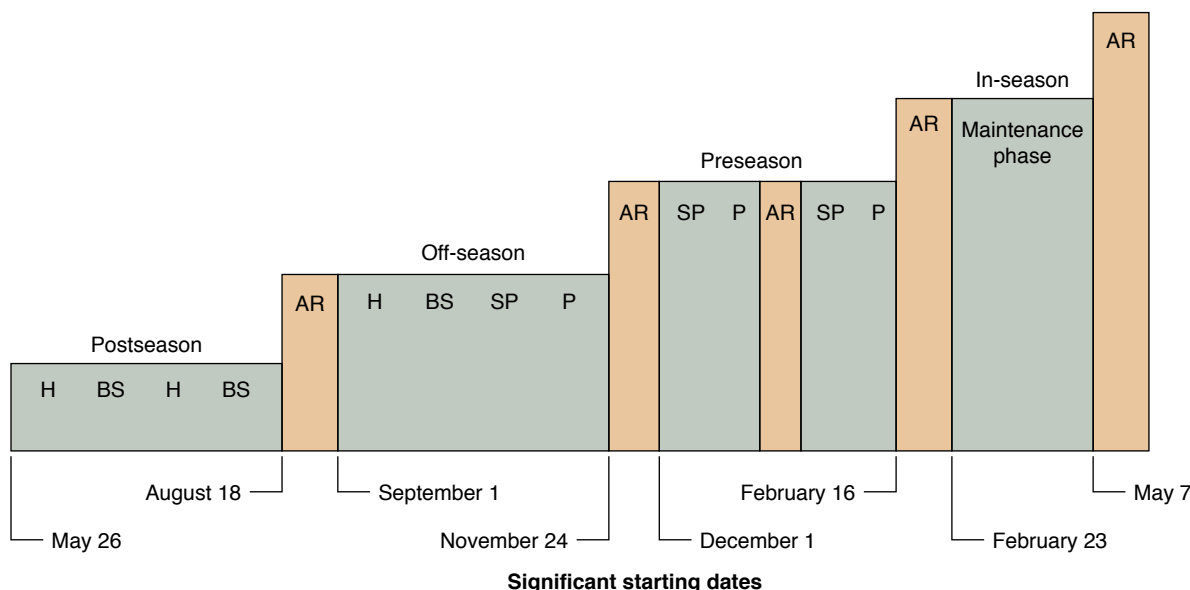 AR
In-season
AR
Maintenance
phase
Preseason
AR SP P AR SP P
Off-season
AR H BS SP P
Postseason
H BS H BS
August 18 September 1 February 16 May 7
May 26 November 24 December 1 February 23
Significant starting dates